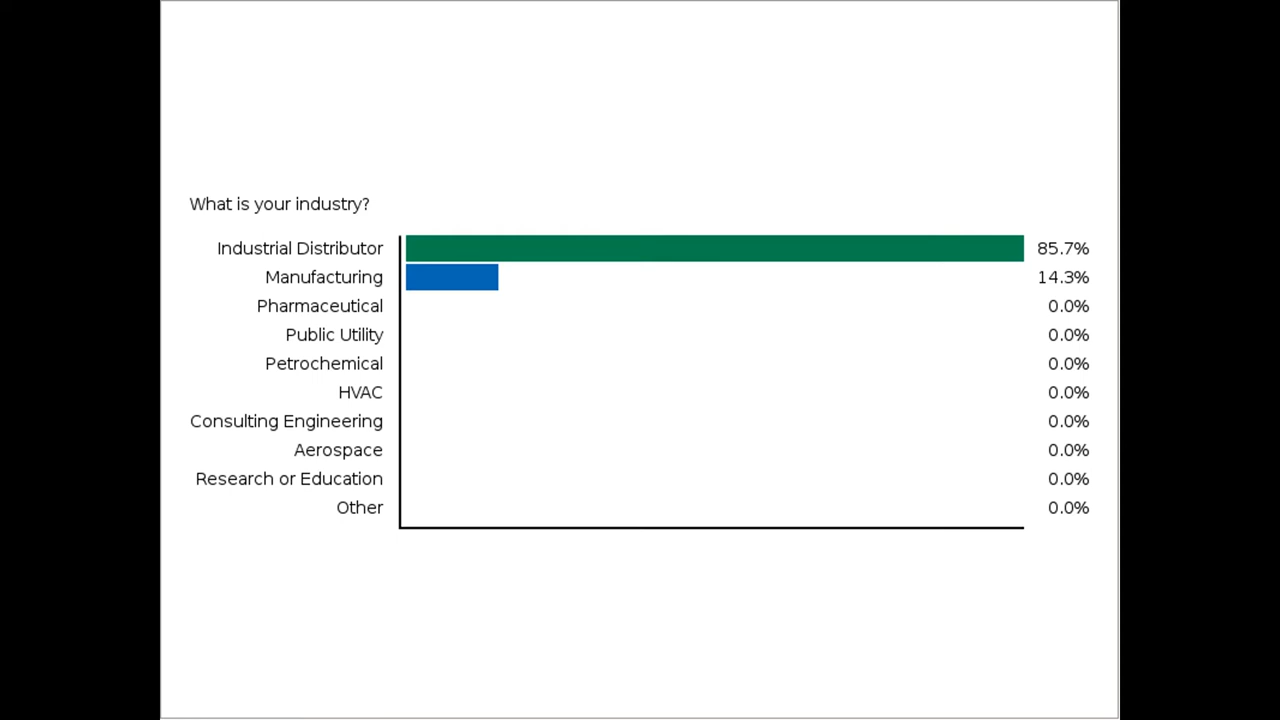 What is your industry?
Industrial Distributor 85.7%
Manufacturing 14.3%
Pharmaceutical 0.0%
Public Utility 0.0%
Petrochemical 0.0%
HVAC 0.0%
Consulting Engineering 0.0%
Aerospace 0.0%
Research or Education 0.0%
Other 0.0%